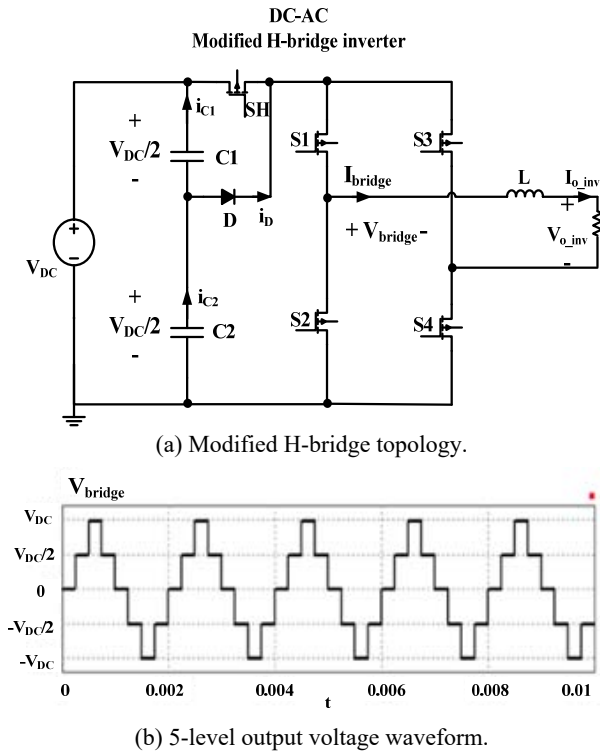 DC-AC
Modified H-bridge inverter
+
i_C1
SH
V_DC/2
C1
-
D
i_D
S1
S3
I_bridge
+ V_bridge -
L
I_o_inv
+
V_o_inv
-
+
-
V_DC
+
i_C2
V_DC/2
C2
-
S2
S4
(a) Modified H-bridge topology.
V_bridge
V_DC
V_DC/2
0
-V_DC/2
-V_DC
0
0.002
0.004
0.006
0.008
0.01
t
(b) 5-level output voltage waveform.